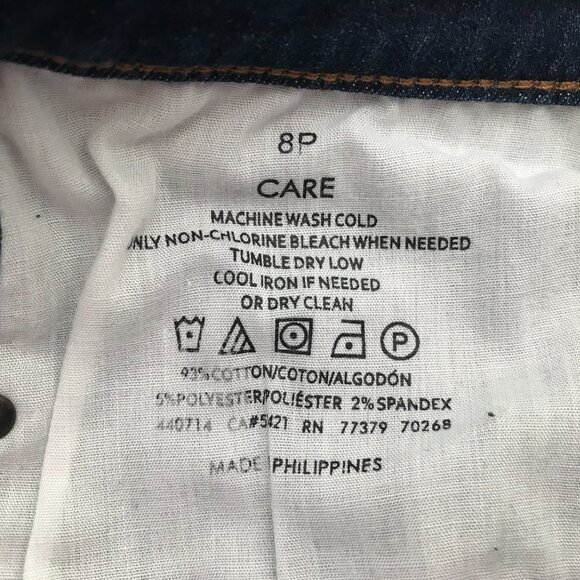 8P
CARE
MACHINE WASH COLD
ONLY NON-CHLORINE BLEACH WHEN NEEDED
TUMBLE DRY LOW
COOL IRON IF NEEDED
OR DRY CLEAN
P
93% COTTON/COTON/ALGODÓN
5% POLYESTER/POLIÉSTER 2% SPANDEX
440714 CA#5421 RN 77379 70268
MADE PHILIPPINES